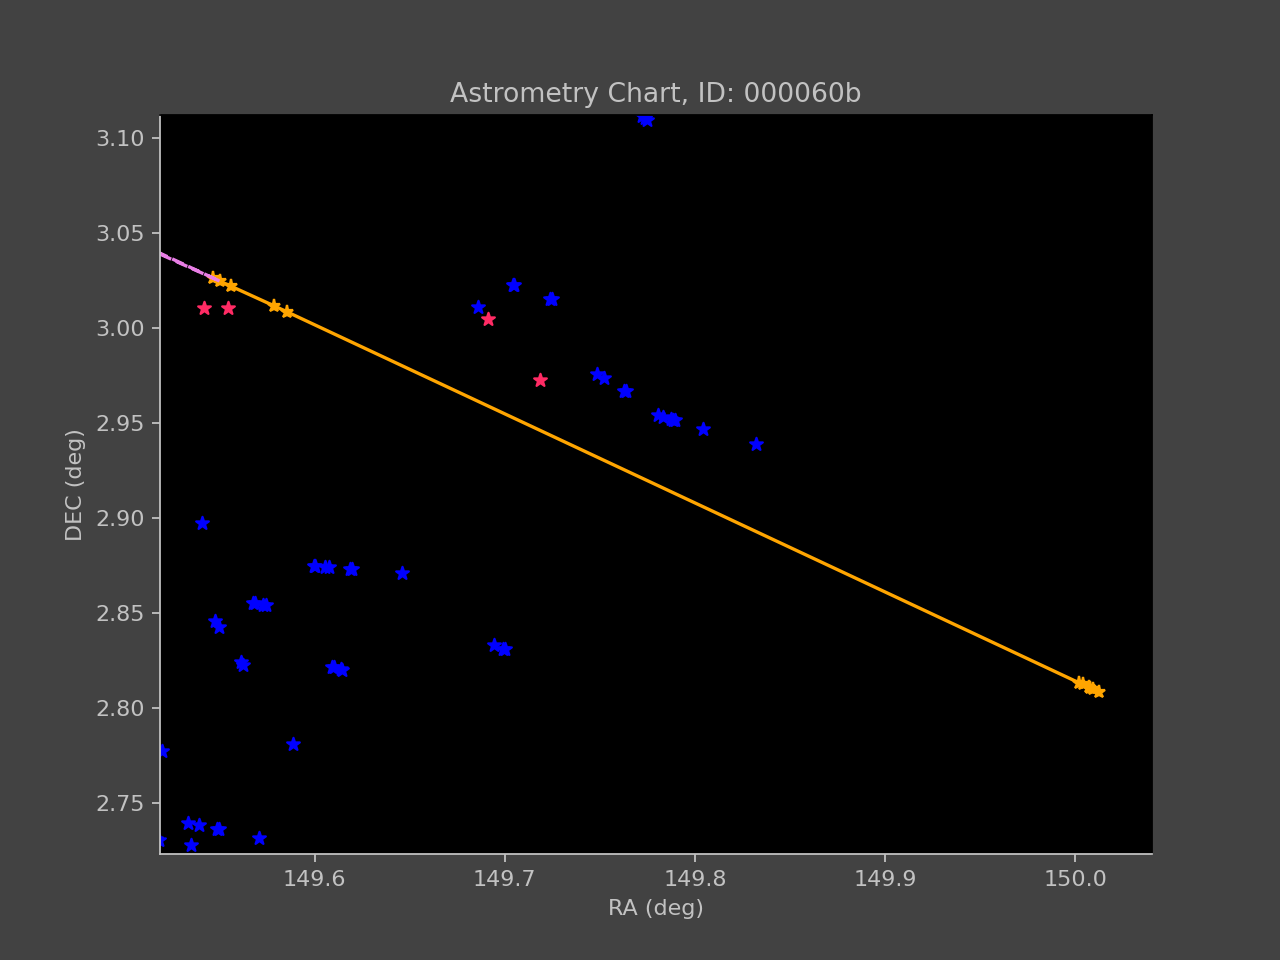 Astrometry Chart, ID: 000060b
3.10
3.05
3.00
2.95
2.90
2.85
2.80
2.75
DEC (deg)
149.6 149.7 149.8 149.9 150.0
RA (deg)